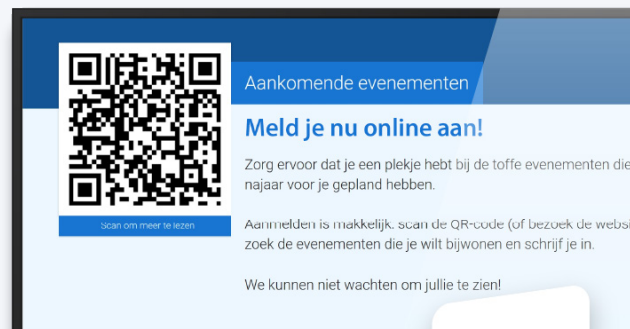 Aankomende evenementen
Meld je nu online aan!
Zorg ervoor dat je een plekje hebt bij de toffe evenementen die
najaar voor je gepland hebben.
Scan om meer te lezen
Aanmelden is makkelijk, scan de QR-code (of bezoek de
zoek de evenementen die je wilt bijwonen en schrijf je in.
We kunnen niet wachten om jullie te zien!